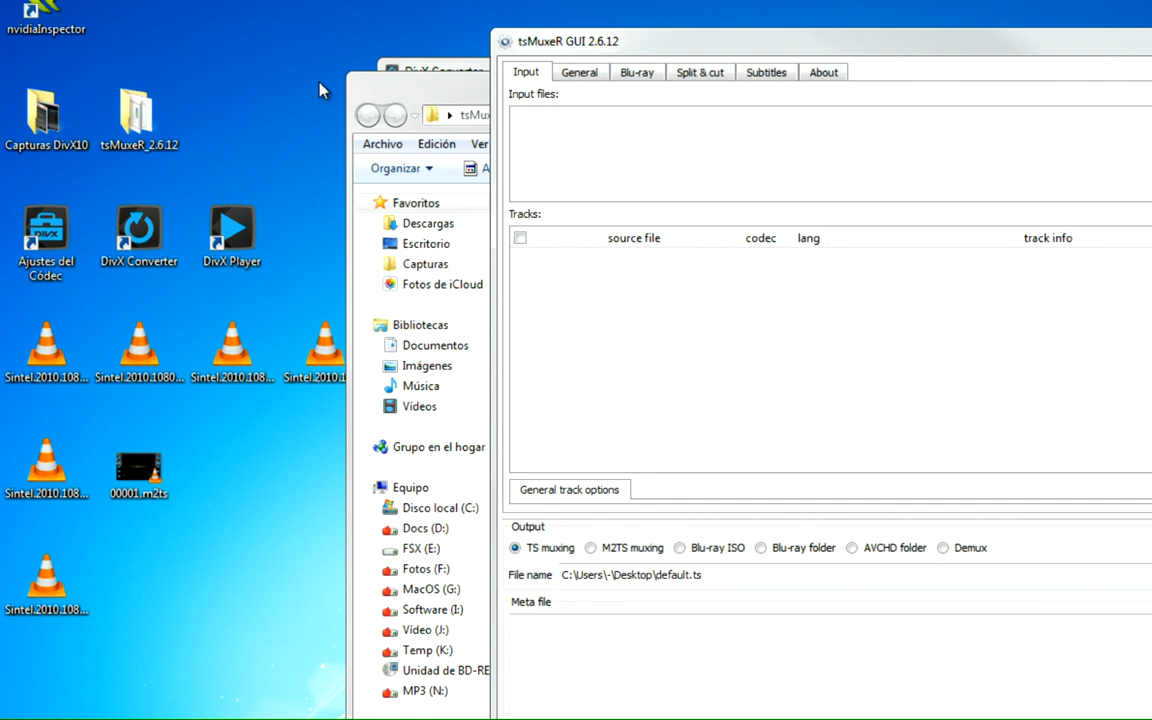 nvidiaInspector
Capturas DivX10
tsMuxeR_2.6.12
Ajustes del
Códec
DivX Converter
DivX Player
Sintel.2010.108...
Sintel.2010.1080...
Sintel.2010.108...
Sintel.2010.1
Sintel.2010.108...
00001.m2ts
Sintel.2010.108...
DivX Converter
tsMux
Archivo Edición Ver
Organizar
Favoritos
Descargas
Escritorio
Capturas
Fotos de iCloud
Bibliotecas
Documentos
Imágenes
Música
Vídeos
Grupo en el hogar
Equipo
Disco local (C:)
Docs (D:)
FSX (E:)
Fotos (F:)
MacOS (G:)
Software (I:)
Vídeo (J:)
Temp (K:)
Unidad de BD-RE
MP3 (N:)
tsMuxeR GUI 2.6.12
Input General Blu-ray Split & cut Subtitles About
Input files:
Tracks:
source file codec lang track info
General track options
Output
TS muxing M2TS muxing Blu-ray ISO Blu-ray folder AVCHD folder Demux
File name C:\Users\-\Desktop\default.ts
Meta file